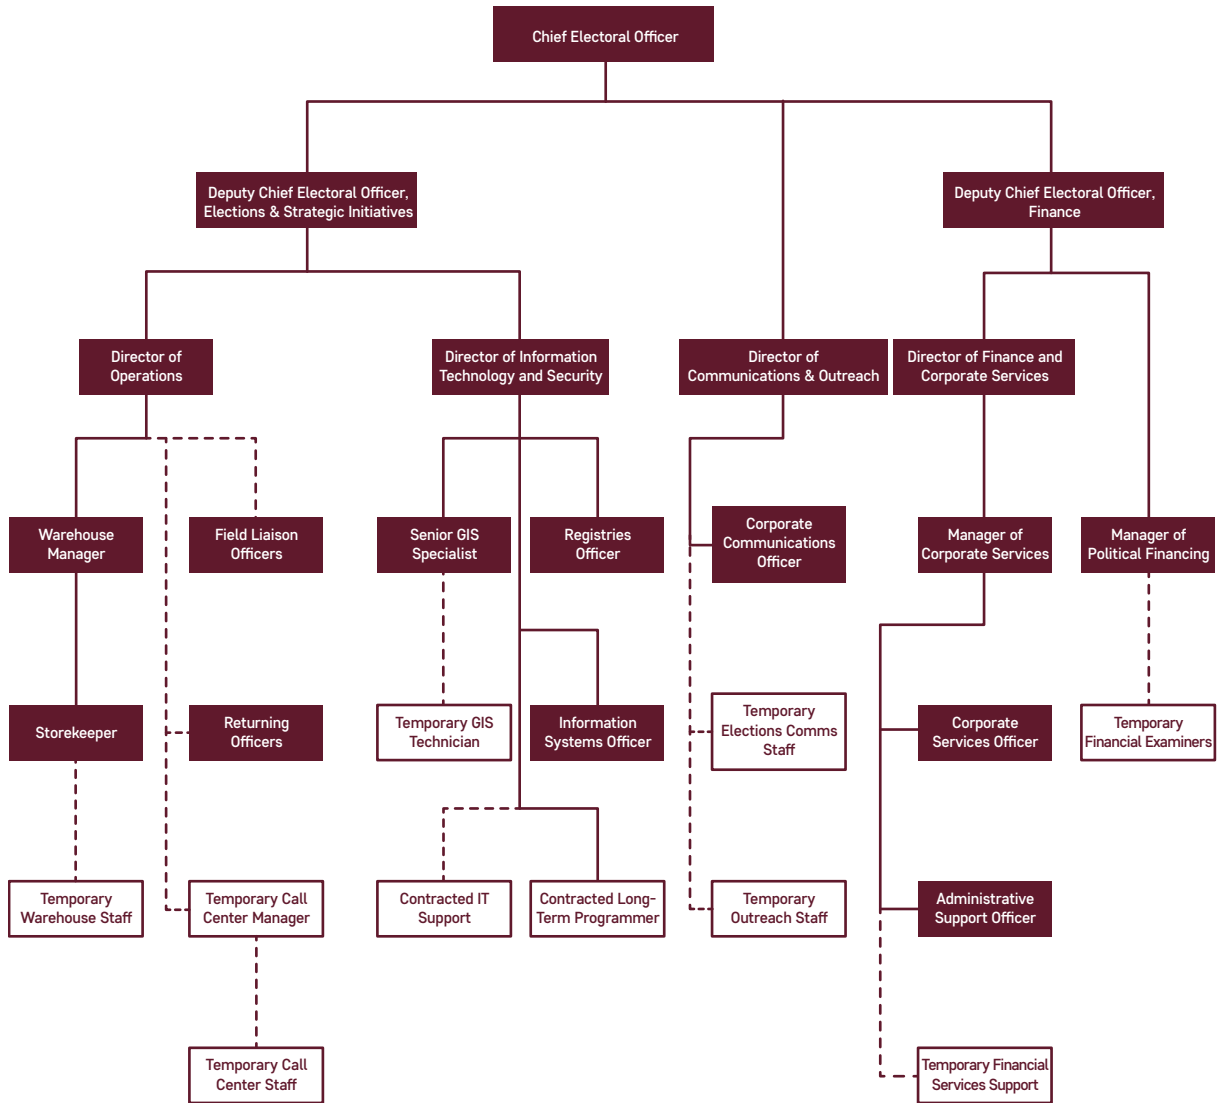 Chief Electoral Officer
Deputy Chief Electoral Officer,
Elections & Strategic Initiatives
Deputy Chief Electoral Officer,
Finance
Director of
Operations
Director of Information
Technology and Security
Director of
Communications & Outreach
Director of Finance and
Corporate Services
Warehouse
Manager
Field Liaison
Officers
Senior GIS
Specialist
Registries
Officer
Corporate
Communications
Officer
Manager of
Corporate Services
Manager of
Political Financing
Storekeeper
Returning
Officers
Temporary GIS
Technician
Information
Systems Officer
Temporary
Elections Comms
Staff
Corporate
Services Officer
Temporary
Financial Examiners
Temporary
Warehouse Staff
Temporary Call
Center Manager
Contracted IT
Support
Contracted Long-
Term Programmer
Temporary
Outreach Staff
Administrative
Support Officer
Temporary Call
Center Staff
Temporary Financial
Services Support